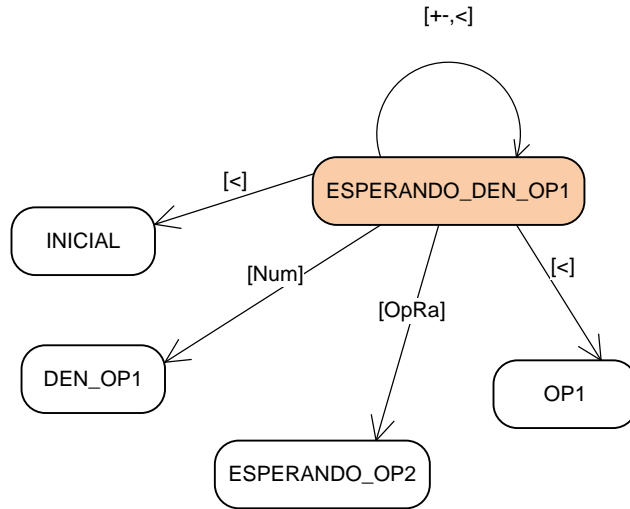 [+-,<]
ESPERANDO_DEN_OP1
[<]
INICIAL
[Num]
[<]
[OpRa]
DEN_OP1
OP1
ESPERANDO_OP2